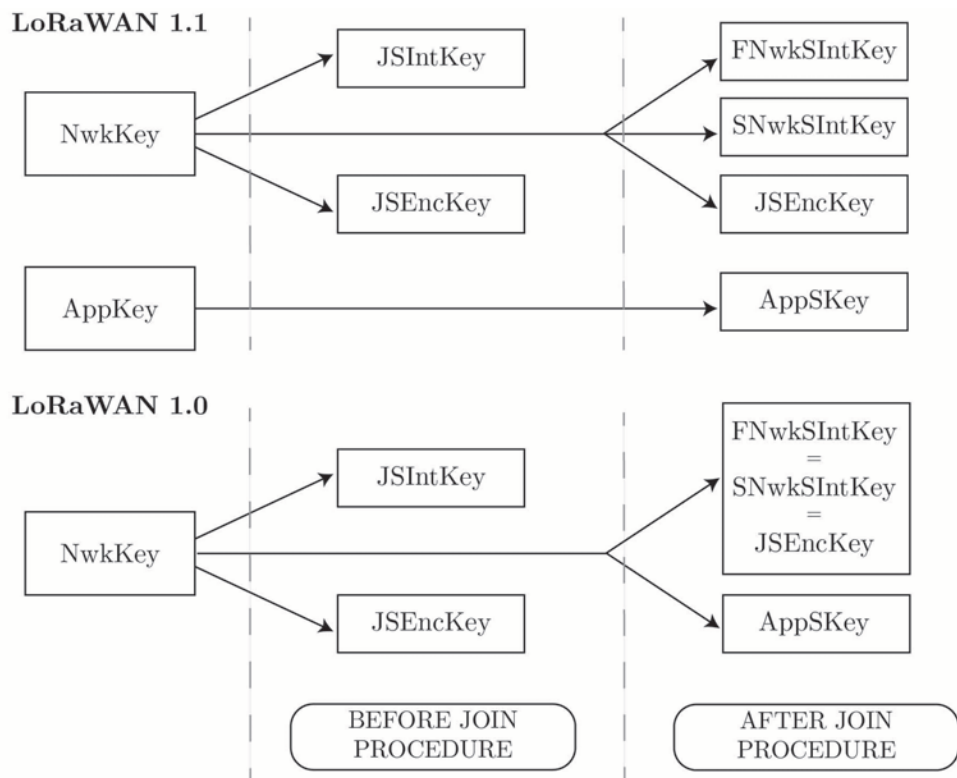 LoRaWAN 1.1
JSIntKey
FNwkSIntKey
NwkKey
SNwkSIntKey
JSEncKey
JSEncKey
AppKey
AppSKey
LoRaWAN 1.0
FNwkSIntKey
=
SNwkSIntKey
=
JSEncKey
JSIntKey
NwkKey
JSEncKey
AppSKey
BEFORE JOIN
PROCEDURE
AFTER JOIN
PROCEDURE